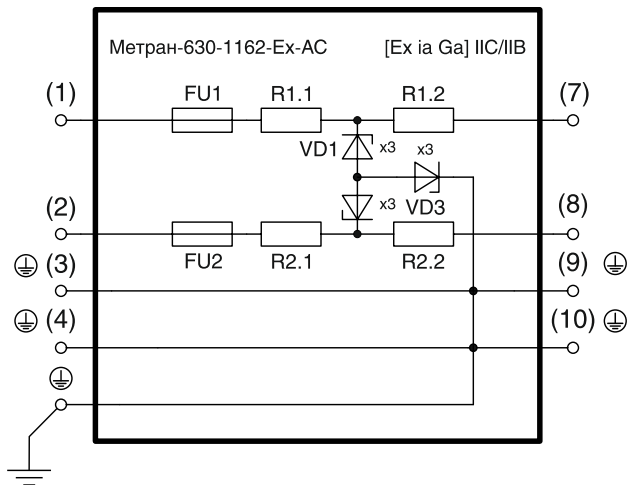 Метран-630-1162-Ex-AC [Ex ia Ga] IIC/IIB
(1) FU1 R1.1 R1.2 (7)
VD1 x3 x3
(2) x3 VD3 (8)
FU2 R2.1 R2.2
(3) (9)
(4) (10)